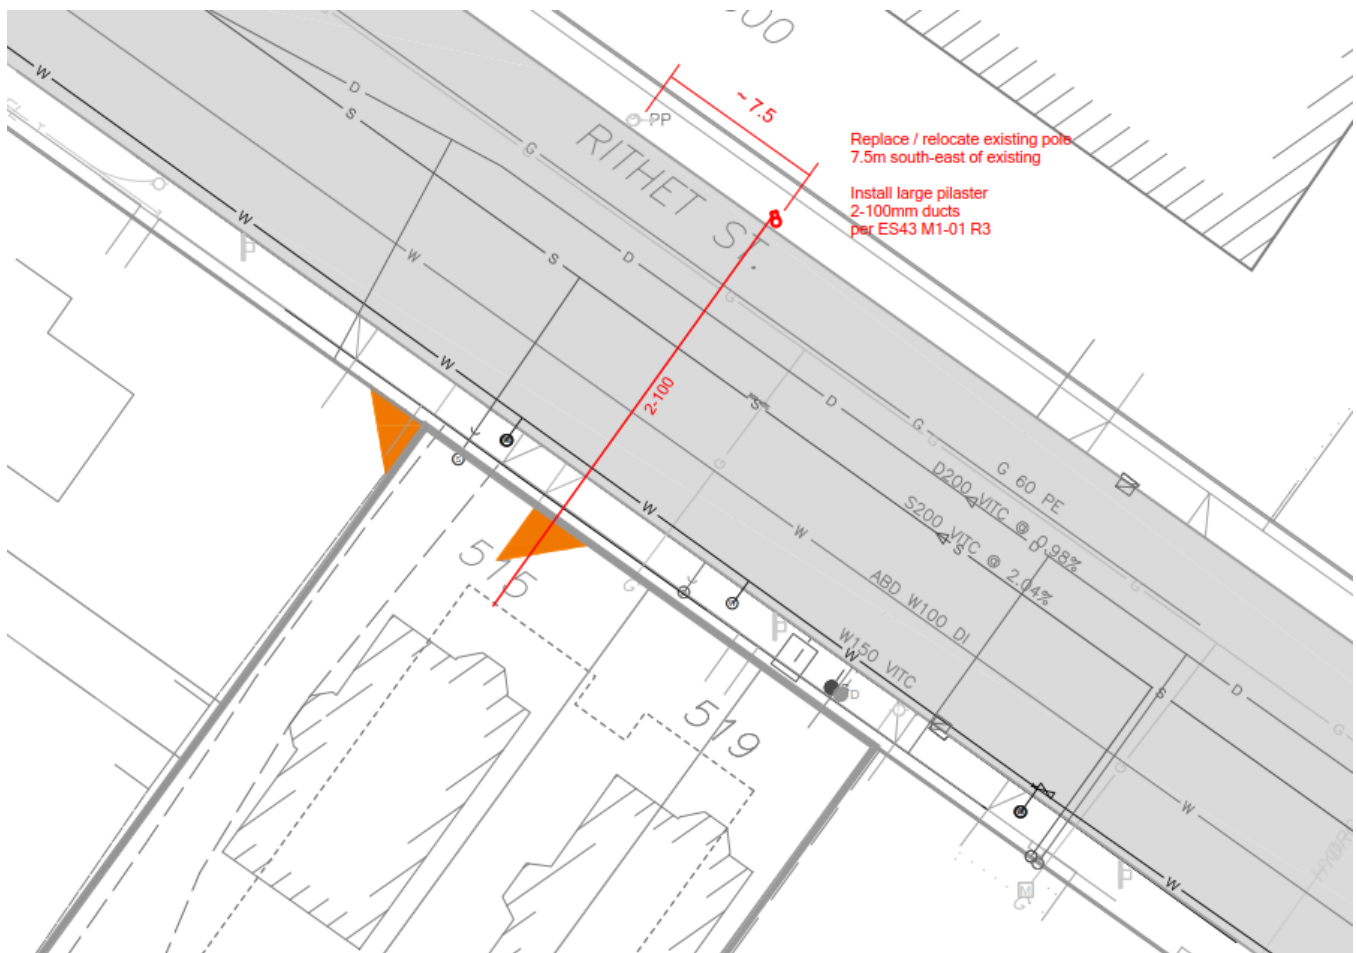 W
D
S
PP
~ 7.5
RITHET ST.
Replace / relocate existing pole
7.5m south-east of existing
Install large pilaster
2-100mm ducts
per ES43 M1-01 R3
G
W
W
S
D
G
W
2-100
S
D
G
G
G
W
W
G 60 PE
D200 VITC @ 0.98%
S200 VITC @ 2.04%
D
S
G
ABD W100 DI
W150 VITC
W
515
G
519
D
S
D
G
G
W
W
M
G